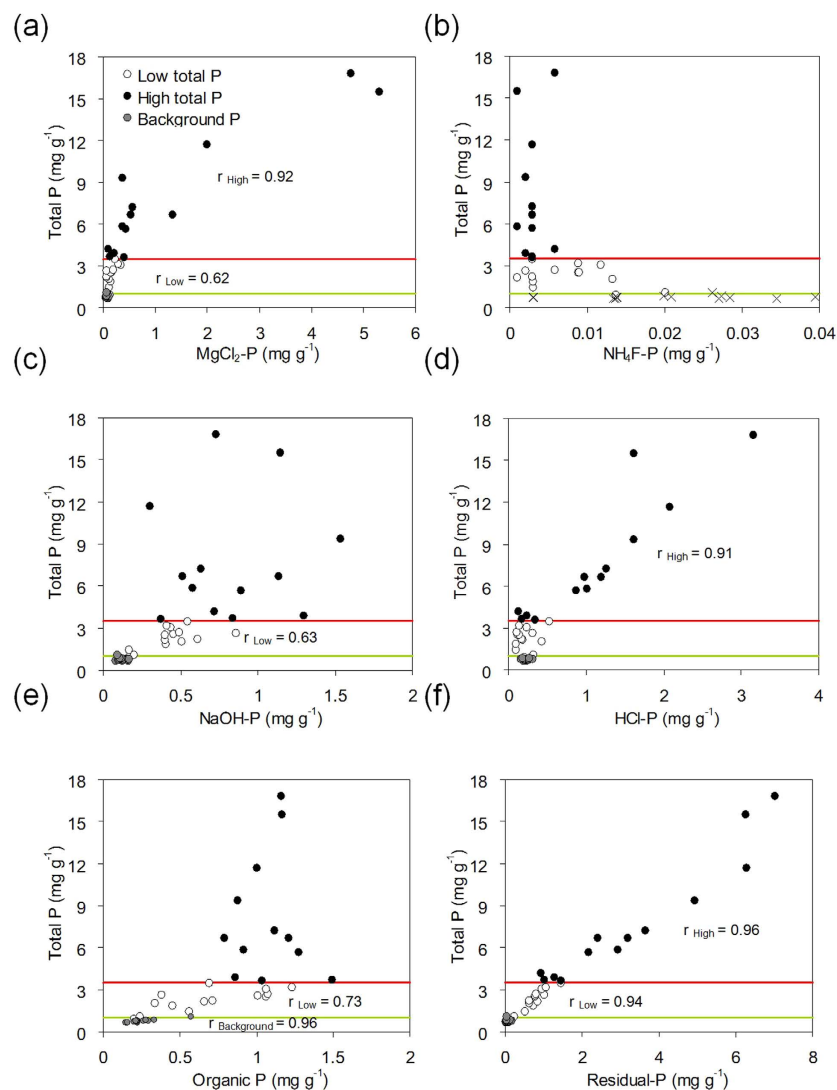 (a)
18
15
12
9
6
3
0
Total P (mg g⁻¹)
Low total P
High total P
Background P
r High = 0.92
r Low = 0.62
0 1 2 3 4 5 6
MgCl₂-P (mg g⁻¹)
(b)
18
15
12
9
6
3
0
Total P (mg g⁻¹)
0 0.01 0.02 0.03 0.04
NH₄F-P (mg g⁻¹)
(c)
18
15
12
9
6
3
0
Total P (mg g⁻¹)
r Low = 0.63
0 0.5 1 1.5 2
NaOH-P (mg g⁻¹)
(d)
18
15
12
9
6
3
0
Total P (mg g⁻¹)
r High = 0.91
0 1 2 3 4
HCl-P (mg g⁻¹)
(e)
18
15
12
9
6
3
0
Total P (mg g⁻¹)
r Low = 0.73
r Background = 0.96
0 0.5 1 1.5 2
Organic P (mg g⁻¹)
(f)
18
15
12
9
6
3
0
Total P (mg g⁻¹)
r High = 0.96
r Low = 0.94
0 2 4 6 8
Residual-P (mg g⁻¹)